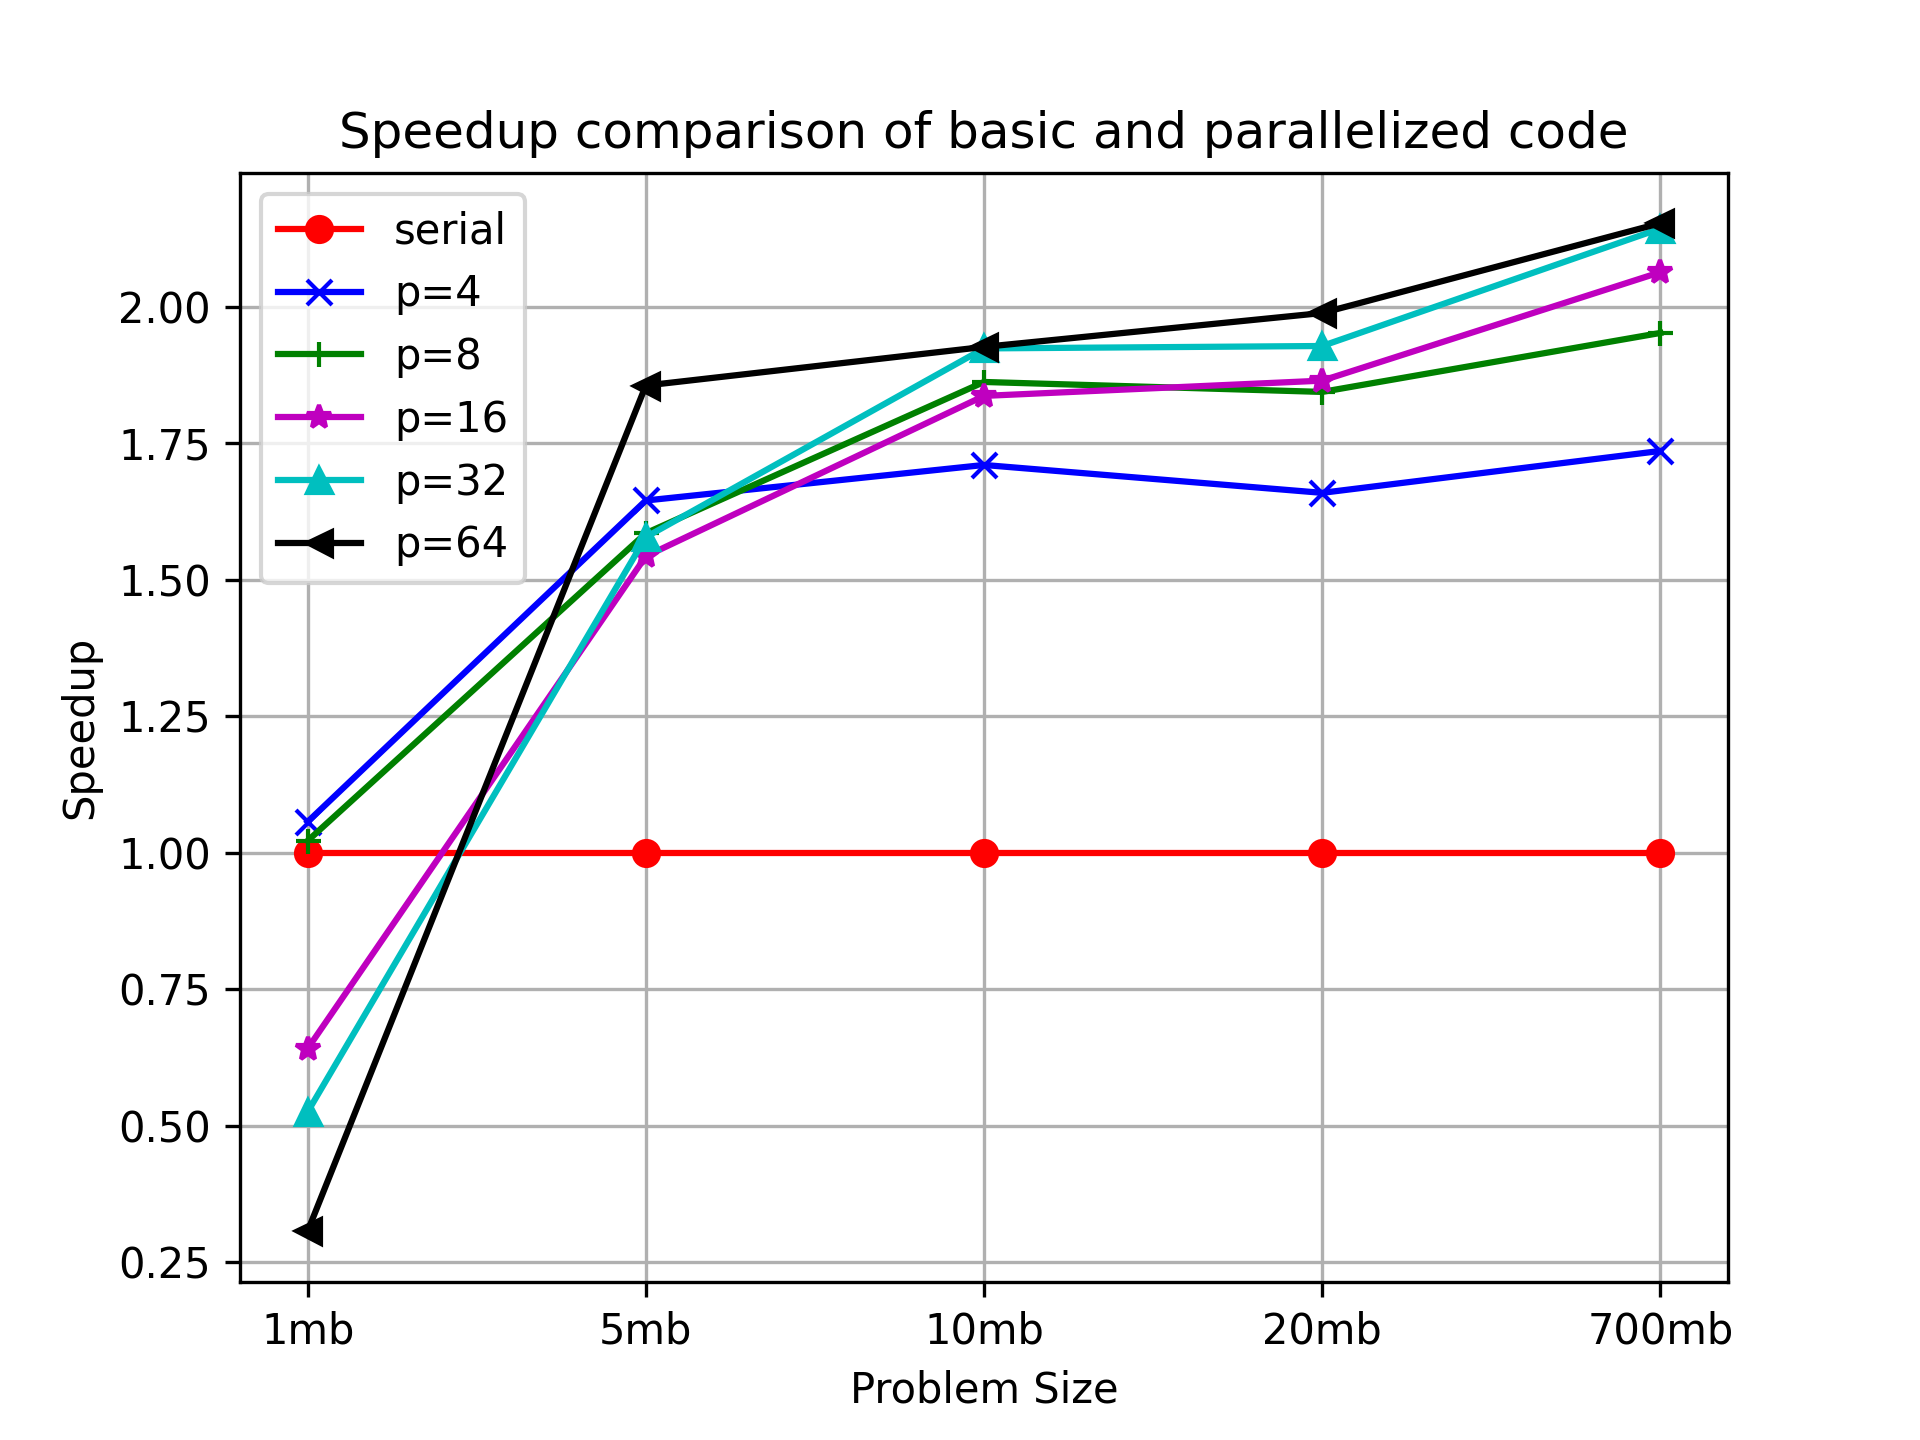 Speedup comparison of basic and parallelized code
serial
p=4
p=8
p=16
p=32
p=64
2.00
1.75
1.50
1.25
1.00
0.75
0.50
0.25
Speedup
1mb 5mb 10mb 20mb 700mb
Problem Size